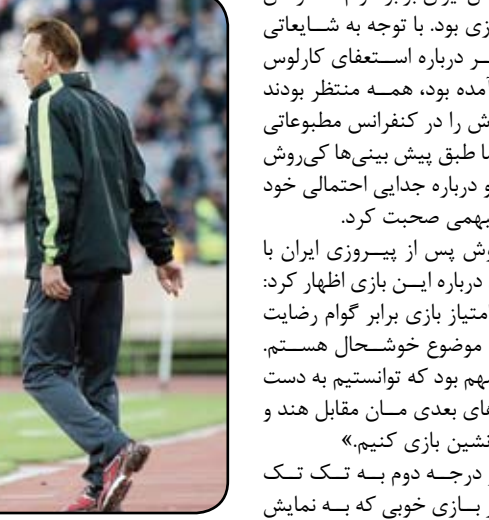 زی بود. با توجه به شایعاتی
ـر درباره استعفای کارلوس
آمده بود، همه منتظر بودند
ش را در کنفرانس مطبوعاتی
ما طبق پیش بینی‌ها کی‌روش
و درباره جدایی احتمالی خود
بهمی صحبت کرد.
وش پس از پیروزی ایران با
درباره این بازی اظهار کرد:
امتیاز بازی برابر گوام رضایت
موضوع خوشحال هستم.
مهم بود که توانستیم به دست
های بعدی مان مقابل هند و
نشین بازی کنیم.»
ر درجه دوم به تک تک
ر بازی خوبی که به نمایش